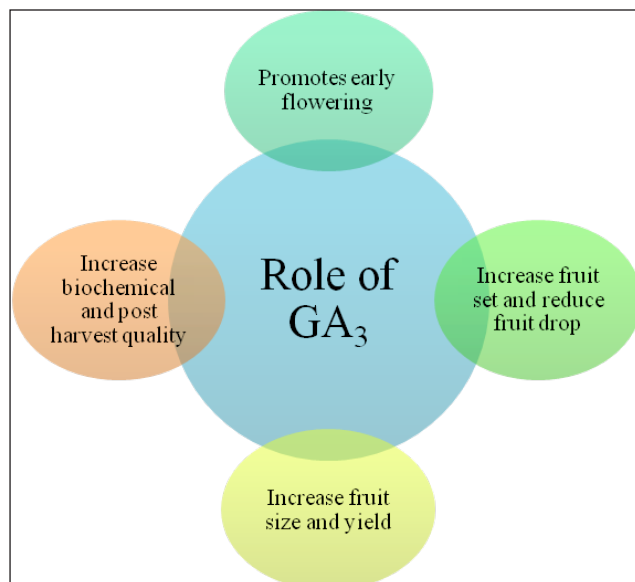 Promotes early
flowering
Increase
biochemical
and post
harvest quality
Role of
GA₃
Increase fruit
set and reduce
fruit drop
Increase fruit
size and yield